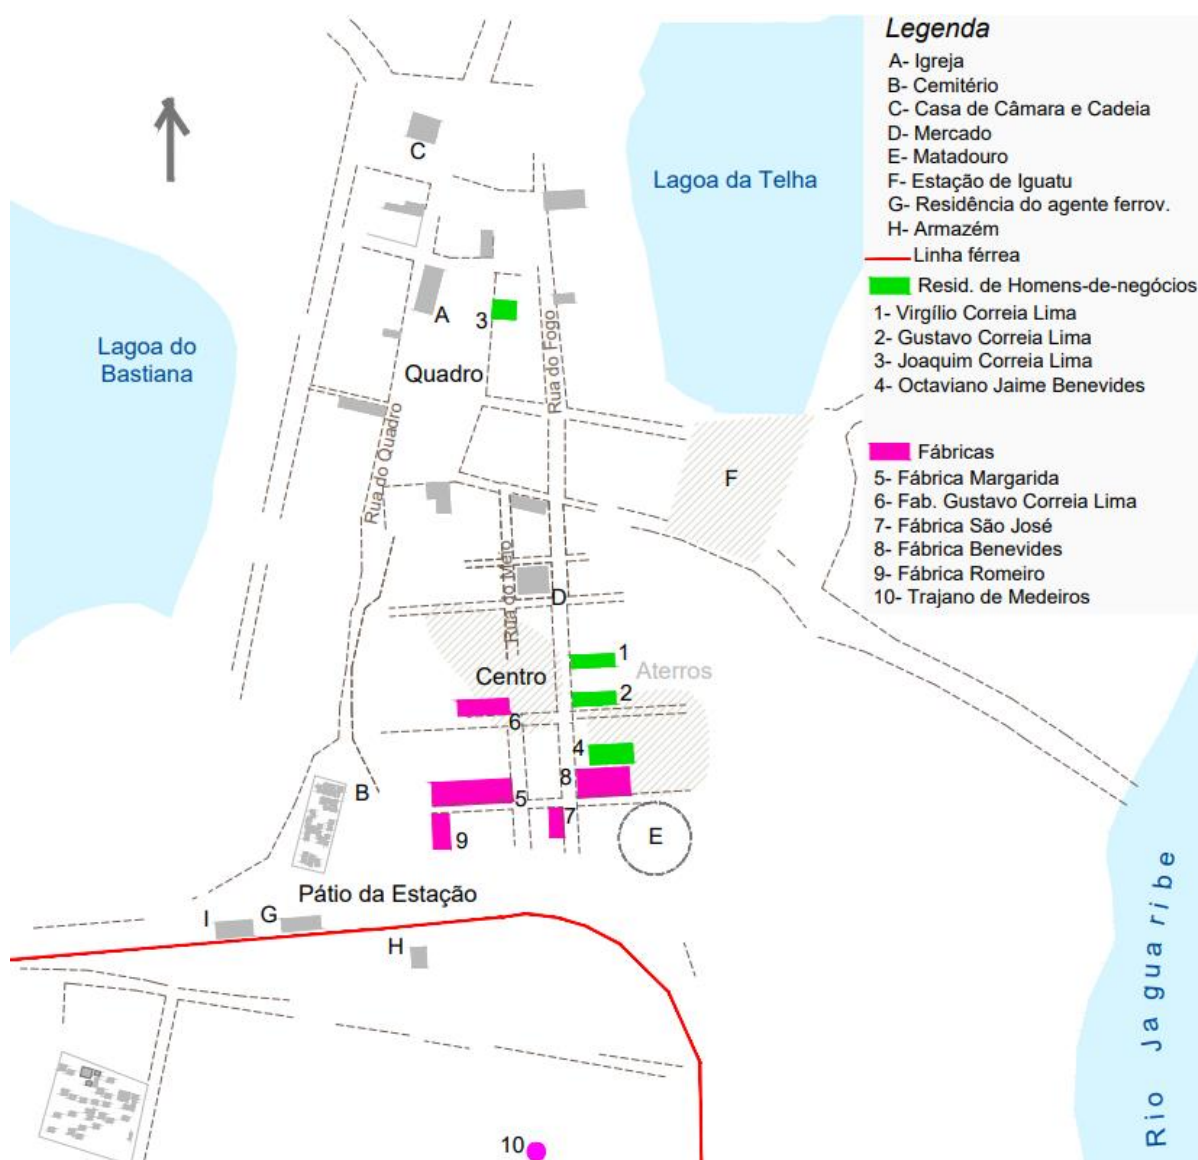 Legenda
A- Igreja
B- Cemitério
C- Casa de Câmara e Cadeia
D- Mercado
E- Matadouro
F- Estação de Iguatu
G- Residência do agente ferrov.
H- Armazém
Linha férrea
Resid. de Homens-de-negócios
1- Virgílio Correia Lima
2- Gustavo Correia Lima
3- Joaquim Correia Lima
4- Octaviano Jaime Benevides
Fábricas
5- Fábrica Margarida
6- Fab. Gustavo Correia Lima
7- Fábrica São José
8- Fábrica Benevides
9- Fábrica Romeiro
10- Trajano de Medeiros
C
Lagoa da Telha
A
3
Rua do Fogo
Lagoa do
Bastiana
Quadro
Rua do Quadro
F
Rua do Meio
D
1
Centro
Aterros
2
6
4
8
B
5
7
9
E
Pátio da Estação
I
G
H
Rio Jaguaribe
10